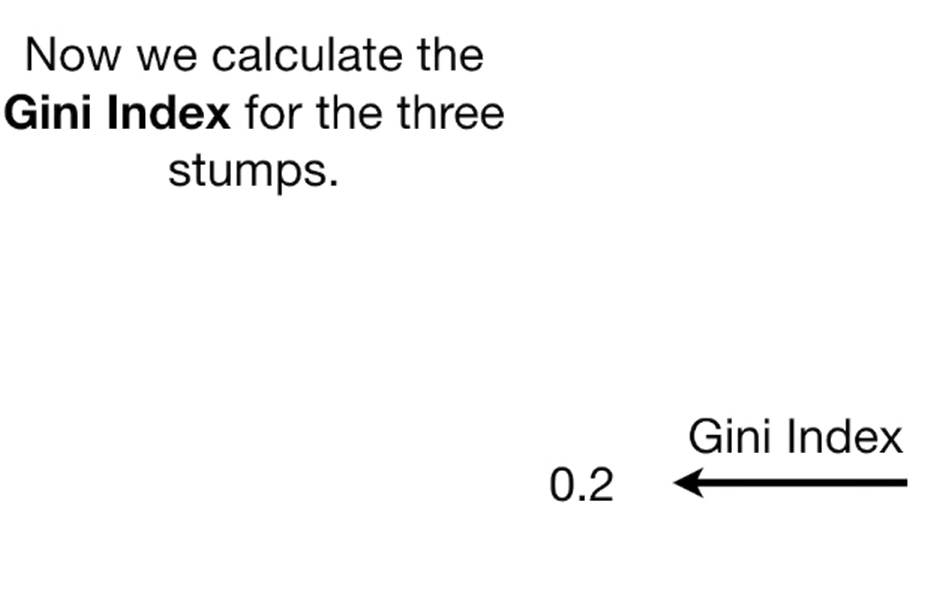 Now we calculate the
Gini Index for the three
stumps.
Gini Index
0.2